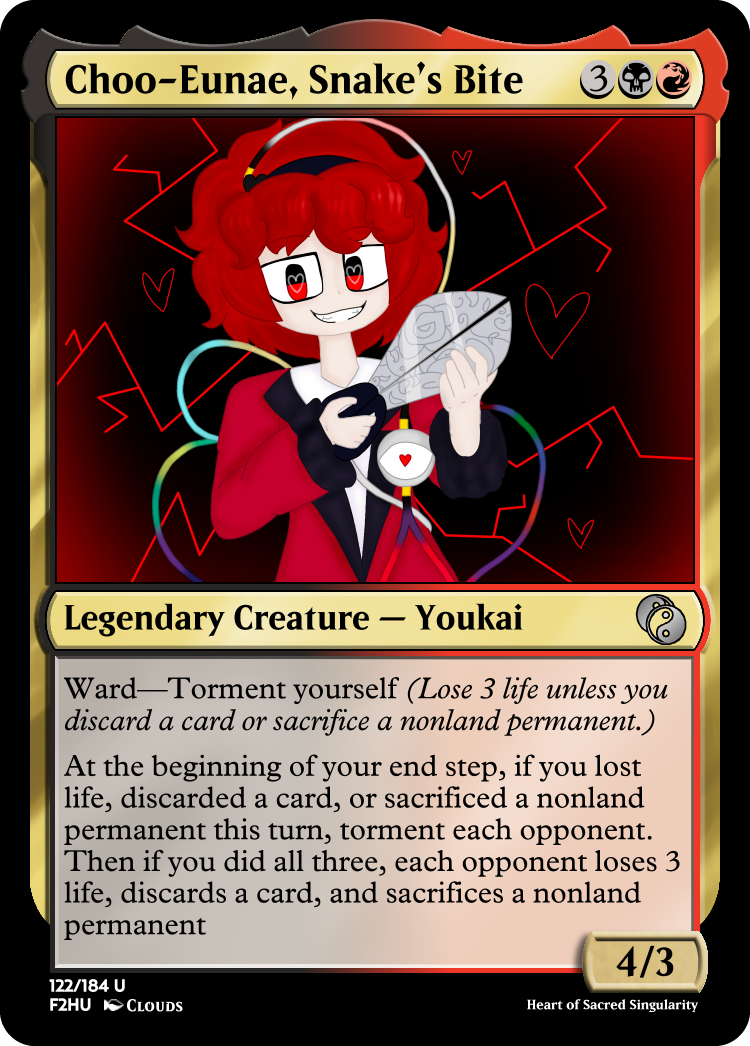 Choo-Eunae, Snake's Bite 3
Legendary Creature — Youkai
Ward—Torment yourself (Lose 3 life unless you
discard a card or sacrifice a nonland permanent.)
At the beginning of your end step, if you lost
life, discarded a card, or sacrificed a nonland
permanent this turn, torment each opponent.
Then if you did all three, each opponent loses 3
life, discards a card, and sacrifices a nonland
permanent
4/3
122/184 U
F2HU Clouds
Heart of Sacred Singularity